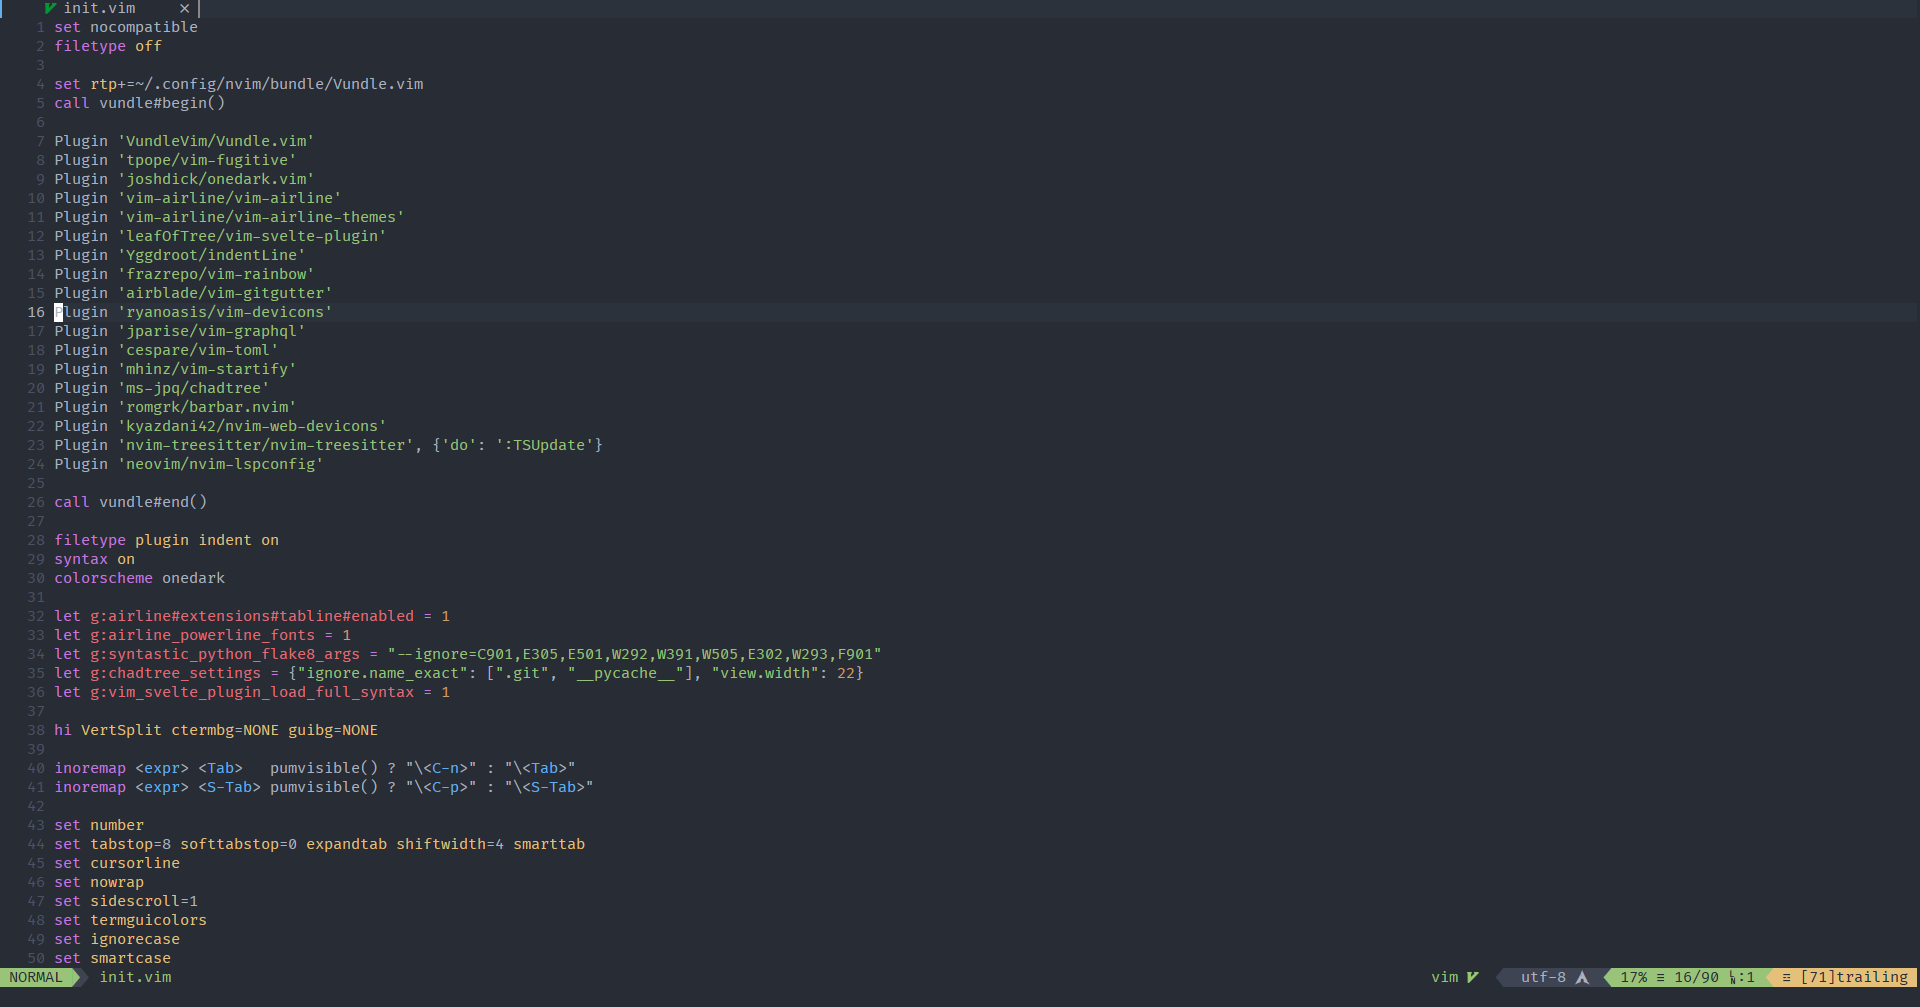 init.vim ×
1 set nocompatible
2 filetype off
3
4 set rtp+=~/.config/nvim/bundle/Vundle.vim
5 call vundle#begin()
6
7 Plugin 'VundleVim/Vundle.vim'
8 Plugin 'tpope/vim-fugitive'
9 Plugin 'joshdick/onedark.vim'
10 Plugin 'vim-airline/vim-airline'
11 Plugin 'vim-airline/vim-airline-themes'
12 Plugin 'leafOfTree/vim-svelte-plugin'
13 Plugin 'Yggdroot/indentLine'
14 Plugin 'frazrepo/vim-rainbow'
15 Plugin 'airblade/vim-gitgutter'
16 Plugin 'ryanoasis/vim-devicons'
17 Plugin 'jparise/vim-graphql'
18 Plugin 'cespare/vim-toml'
19 Plugin 'mhinz/vim-startify'
20 Plugin 'ms-jpq/chadtree'
21 Plugin 'romgrk/barbar.nvim'
22 Plugin 'kyazdani42/nvim-web-devicons'
23 Plugin 'nvim-treesitter/nvim-treesitter', {'do': ':TSUpdate'}
24 Plugin 'neovim/nvim-lspconfig'
25
26 call vundle#end()
27
28 filetype plugin indent on
29 syntax on
30 colorscheme onedark
31
32 let g:airline#extensions#tabline#enabled = 1
33 let g:airline_powerline_fonts = 1
34 let g:syntastic_python_flake8_args = "--ignore=C901,E305,E501,W292,W391,W505,E302,W293,F901"
35 let g:chadtree_settings = {"ignore.name_exact": [".git", "__pycache__"], "view.width": 22}
36 let g:vim_svelte_plugin_load_full_syntax = 1
37
38 hi VertSplit ctermbg=NONE guibg=NONE
39
40 inoremap <expr> <Tab>   pumvisible() ? "\<C-n>" : "\<Tab>"
41 inoremap <expr> <S-Tab> pumvisible() ? "\<C-p>" : "\<S-Tab>"
42
43 set number
44 set tabstop=8 softtabstop=0 expandtab shiftwidth=4 smarttab
45 set cursorline
46 set nowrap
47 set sidescroll=1
48 set termguicolors
49 set ignorecase
50 set smartcase
NORMAL init.vim vim utf-8 17% ≡ 16/90 :1 ☲ [71]trailing